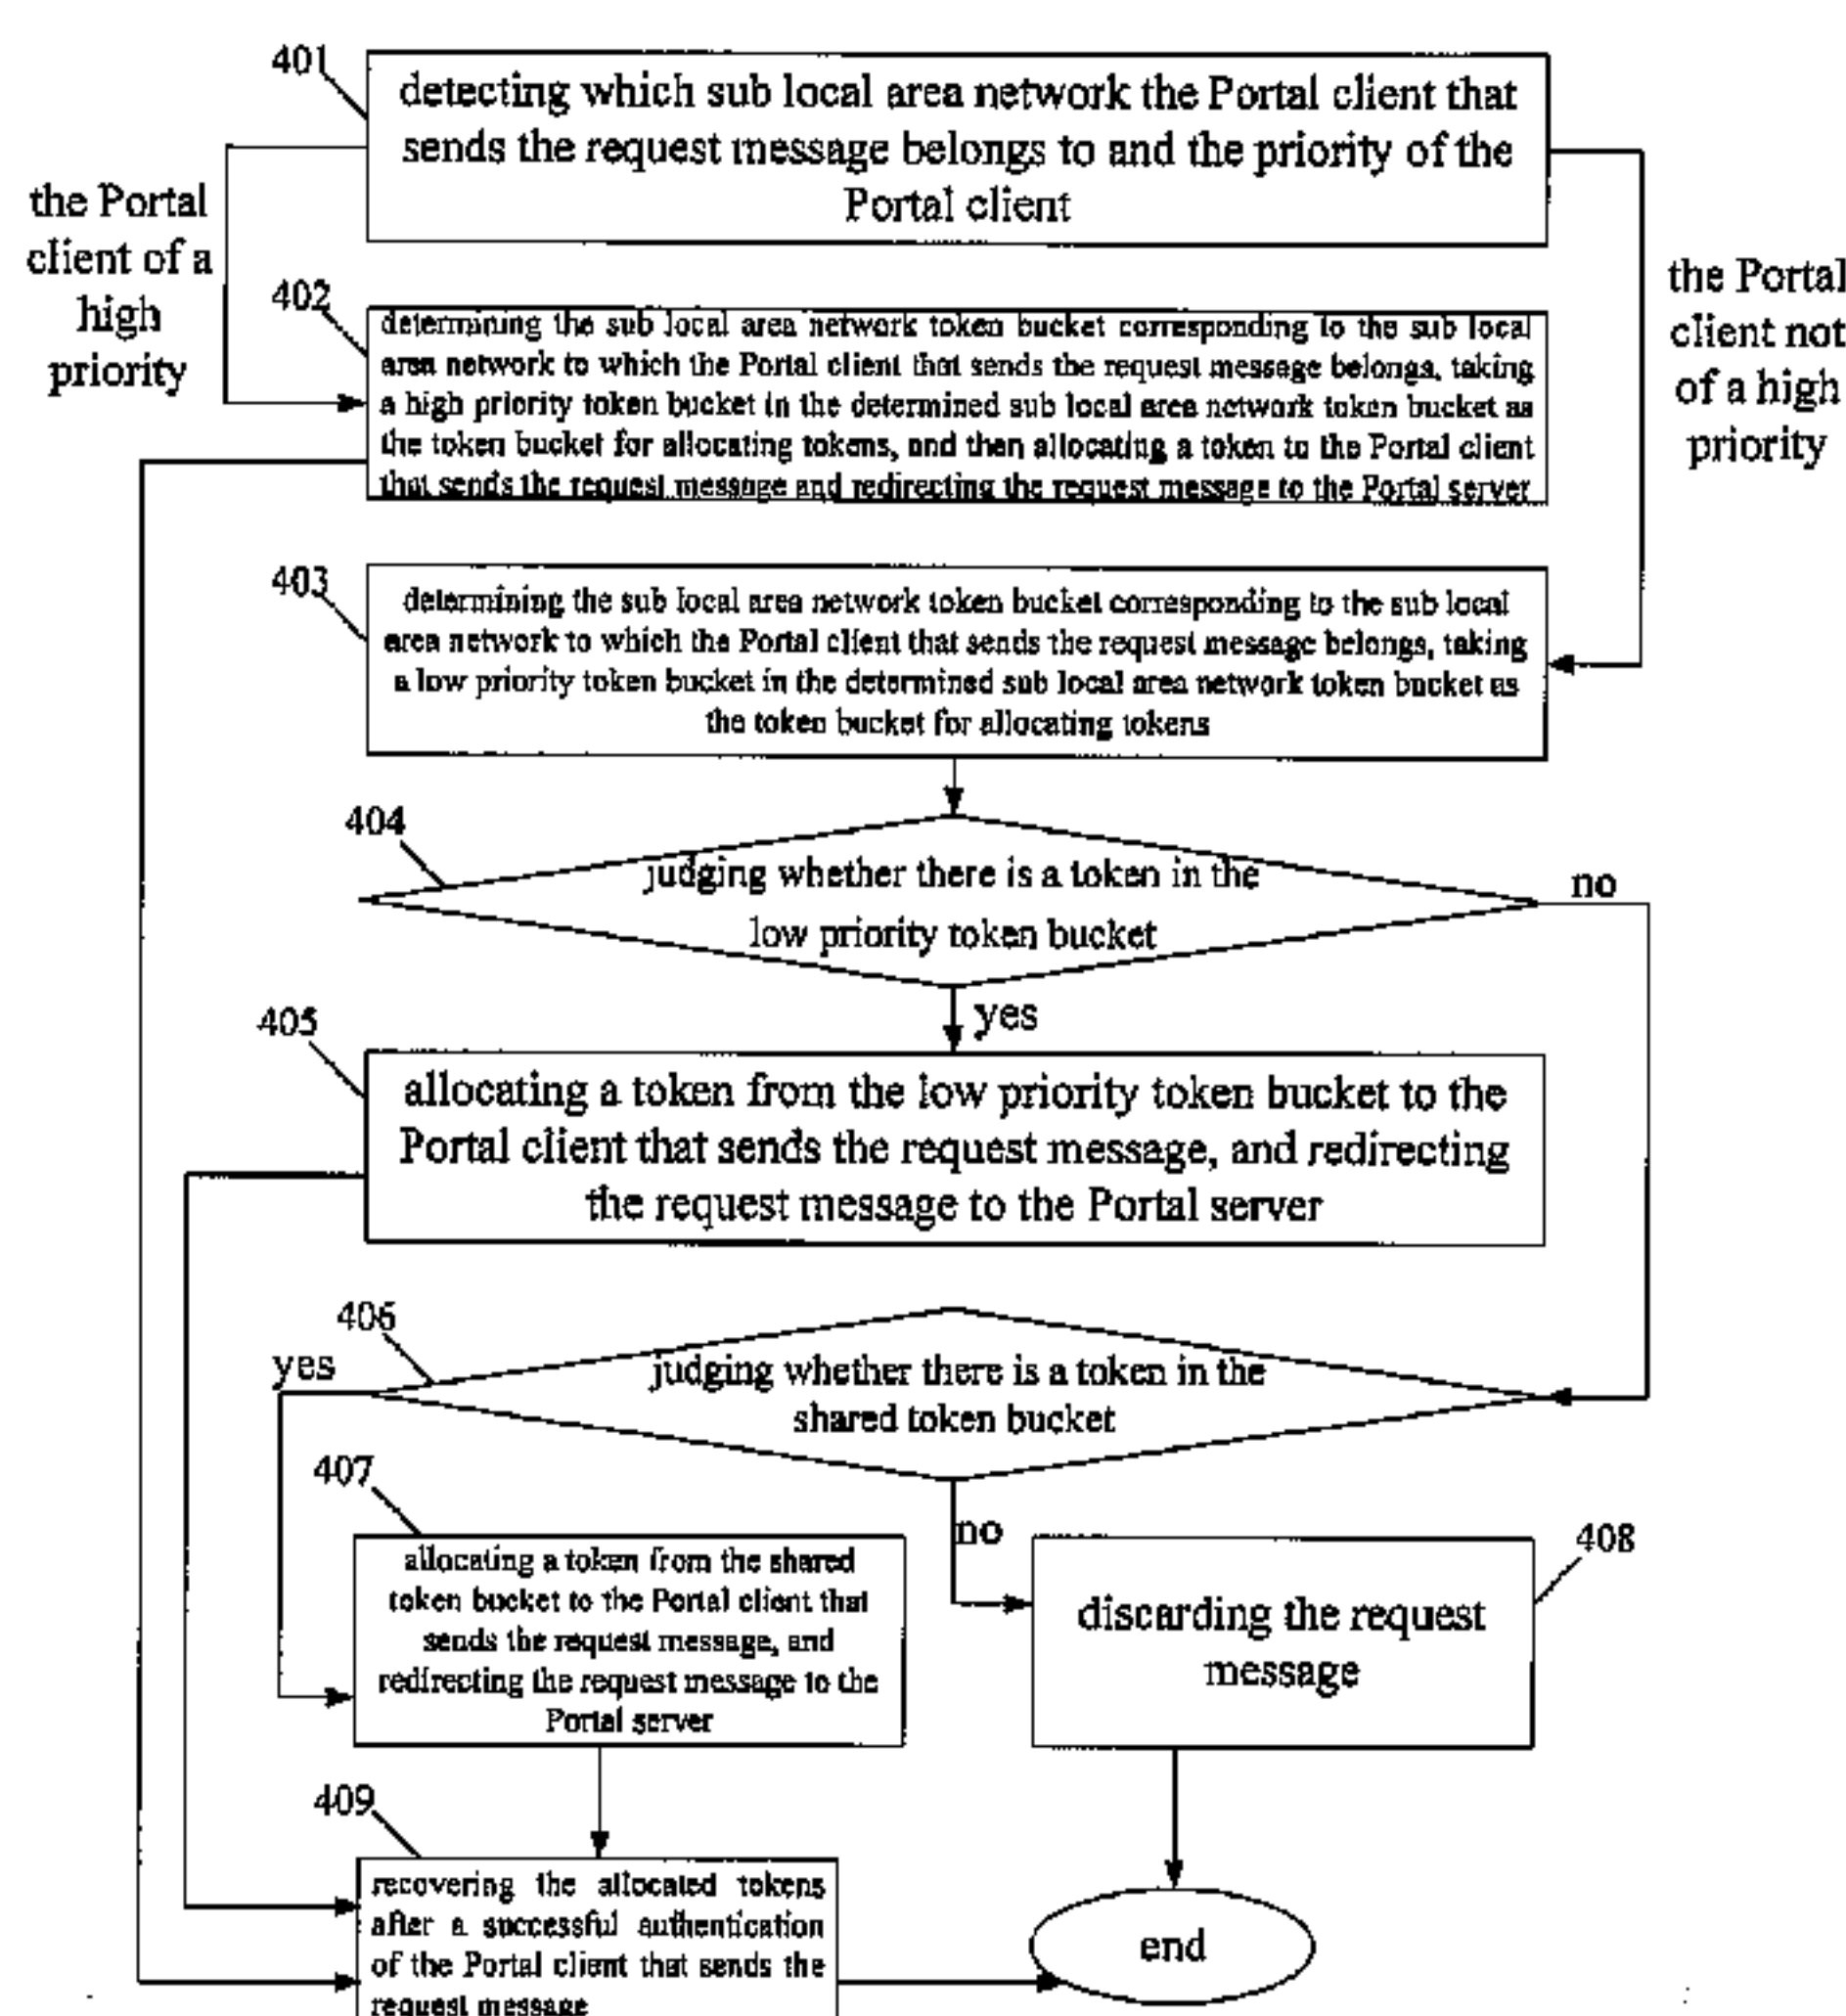 401
detecting which sub local area network the Portal client that
sends the request message belongs to and the priority of the
Portal client
the Portal
client of a
high
priority
the Portal
client not
of a high
priority
402
determining the sub local area network token bucket corresponding to the sub local
area network to which the Portal client that sends the request message belongs, taking
a high priority token bucket in the determined sub local area network token bucket as
the token bucket for allocating tokens, and then allocating a token to the Portal client
that sends the request message and redirecting the request message to the Portal server
403
determining the sub local area network token bucket corresponding to the sub local
area network to which the Portal client that sends the request message belongs, taking
a low priority token bucket in the determined sub local area network token bucket as
the token bucket for allocating tokens
404
judging whether there is a token in the
low priority token bucket
no
yes
405
allocating a token from the low priority token bucket to the
Portal client that sends the request message, and redirecting
the request message to the Portal server
406
judging whether there is a token in the
shared token bucket
yes
no
407
allocating a token from the shared
token bucket to the Portal client that
sends the request message, and
redirecting the request message to the
Portal server
408
discarding the request
message
409
recovering the allocated tokens
after a successful authentication
of the Portal client that sends the
request message
end